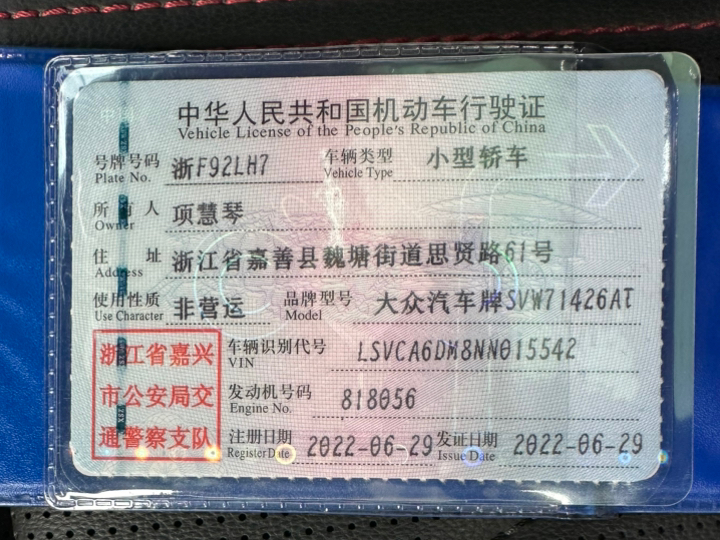 中华人民共和国机动车行驶证
Vehicle License of the People's Republic of China
号牌号码 浙F92LH7 车辆类型 小型轿车
Plate No. Vehicle Type
所有人 项慧琴
Owner
住址 浙江省嘉善县魏塘街道思贤路61号
Address
使用性质 非营运 品牌型号 大众汽车牌SVW71426AT
Use Character Model
浙江省嘉兴
市公安局交
通警察支队
车辆识别代号 LSVCA6DM8NN015542
VIN
发动机号码 818056
Engine No.
注册日期 2022-06-29 发证日期 2022-06-29
Register Date Issue Date